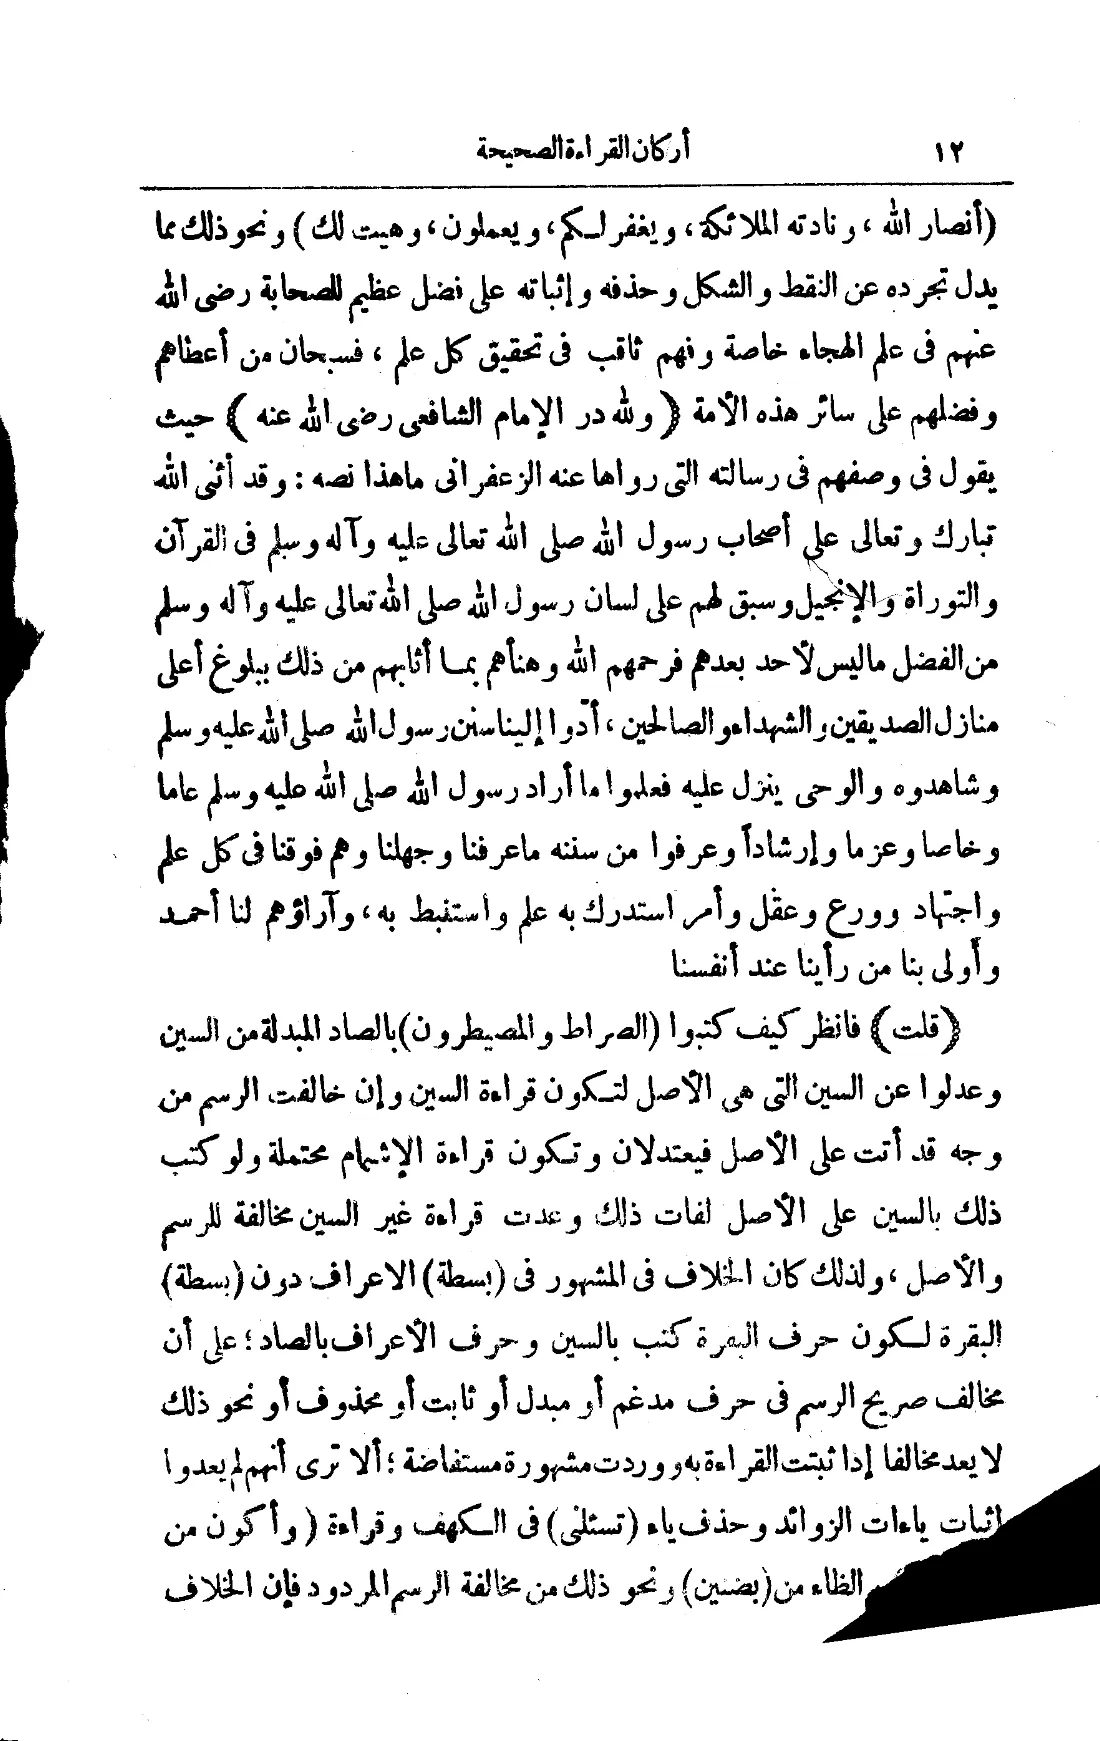 ١٢ أركان القراءة الصحيحة
(أنصار الله ، ونادته الملائكة ، ويغفر لكم ، ويعملون ، وهيت لك ) ونحو ذلك مما
يدل تجرده عن النقط والشكل وحذفه وإثباته على فضل عظيم للصحابة رضى الله
عنهم فى علم الهجاء خاصة وفهم ثاقب فى تحقيق كل علم ، فسبحان من أعطاهم
وفضلهم على سائر هذه الأمة ( ولله در الإمام الشافعى رضى الله عنه ) حيث
يقول فى وصفهم فى رسالته التى رواها عنه الزعفرانى ماهذا نصه : وقد أثنى الله
تبارك وتعالى على أصحاب رسول الله صلى الله تعالى عليه وآله وسلم فى القرآن
والتوراة والإنجيل وسبق لهم على لسان رسول الله صلى الله تعالى عليه وآله وسلم
من الفضل ماليس لأحد بعدهم فرحمهم الله وهنأهم بما أثابهم من ذلك ببلوغ أعلى
منازل الصديقين والشهداء والصالحين ، أدّوا إلينا سنن رسول الله صلى الله عليه وسلم
وشاهدوه والوحى ينزل عليه فعلموا ما أراد رسول الله صلى الله عليه وسلم عاما
وخاصا وعزما وإرشاداً وعرفوا من سننه ماعرفنا وجهلنا وهم فوقنا فى كل علم
واجتهاد وورع وعقل وأمر استدرك به علم واستنبط به ، وآراؤهم لنا أحمد
وأولى بنا من رأينا عند أنفسنا
( قلت ) فانظر كيف كتبوا (الصراط والمصيطرون) بالصاد المبدلة من السين
وعدلوا عن السين التى هى الأصل لتكون قراءة السين وإن خالفت الرسم من
وجه قد أتت على الأصل فيعتدلان وتكون قراءة الإشمام محتملة ولو كتب
ذلك بالسين على الأصل لفات ذلك وعدت قراءة غير السين مخالفة للرسم
والأصل ، ولذلك كان الخلاف فى المشهور فى (بسطة) الاعراف دون (بسطة)
البقرة لكون حرف البقرة كتب بالسين وحرف الأعراف بالصاد ؛ على أن
مخالف صريح الرسم فى حرف مدغم أو مبدل أو ثابت أو محذوف أو نحو ذلك
لا يعد مخالفا إذا ثبتت القراءة به ووردت مشهورة مستفاضة ؛ ألا ترى أنهم لم يعدوا
إثبات ياءات الزوائد وحذف ياء (تسئلنى) فى الكهف وقراءة ( وأكون من
الظاء من (بضنين) ونحو ذلك من مخالفة الرسم المردود فإن الخلاف